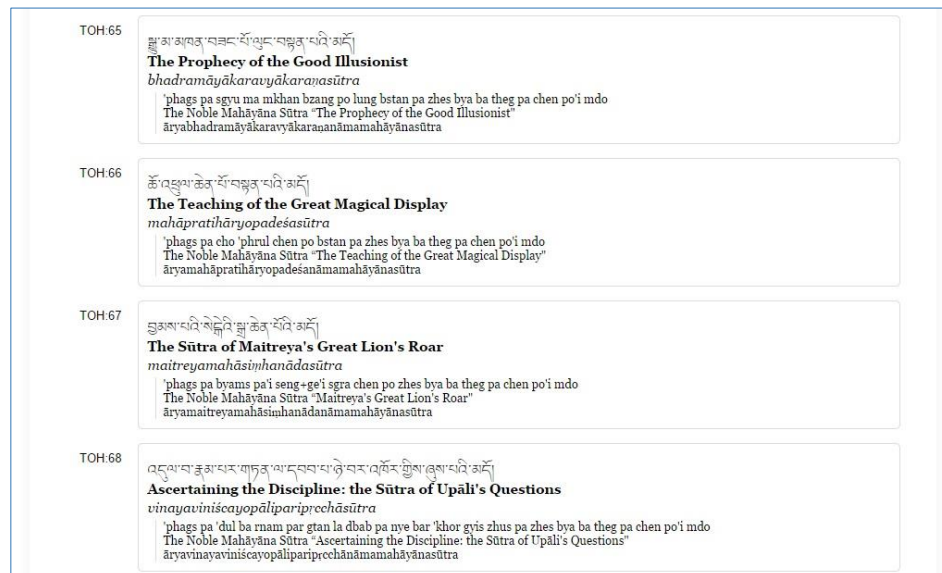 TOH:65
སྒྱུ་མ་མཁན་བཟང་པོ་ལུང་བསྟན་པའི་མདོ།
The Prophecy of the Good Illusionist
bhadramāyākaravyākaraṇasūtra
'phags pa sgyu ma mkhan bzang po lung bstan pa zhes bya ba theg pa chen po'i mdo
The Noble Mahāyāna Sūtra “The Prophecy of the Good Illusionist”
āryabhadramāyākaravyākaraṇanāmamahāyānasūtra
TOH:66
ཆོ་འཕྲུལ་ཆེན་པོ་བསྟན་པའི་མདོ།
The Teaching of the Great Magical Display
mahāpratihāryopadeśasūtra
'phags pa cho 'phrul chen po bstan pa zhes bya ba theg pa chen po'i mdo
The Noble Mahāyāna Sūtra “The Teaching of the Great Magical Display”
āryamahāpratihāryopadeśanāmamahāyānasūtra
TOH:67
བྱམས་པའི་སེངྒེའི་སྒྲ་ཆེན་པོའི་མདོ།
The Sūtra of Maitreya's Great Lion's Roar
maitreyamahāsiṃhanādasūtra
'phags pa byams pa'i seng+ge'i sgra chen po zhes bya ba theg pa chen po'i mdo
The Noble Mahāyāna Sūtra “Maitreya's Great Lion's Roar”
āryamaitreyamahāsiṃhanādanāmamahāyānasūtra
TOH:68
འདུལ་བ་རྣམ་པར་གཏན་ལ་དབབ་པ་ཉེ་བར་འཁོར་གྱིས་ཞུས་པའི་མདོ།
Ascertaining the Discipline: the Sūtra of Upāli's Questions
vinayaviniścayopāliparipṛcchāsūtra
'phags pa 'dul ba rnam par gtan la dbab pa nye bar 'khor gyis zhus pa zhes bya ba theg pa chen po'i mdo
The Noble Mahāyāna Sūtra “Ascertaining the Discipline: the Sūtra of Upāli's Questions”
āryavinayaviniścayopāliparipṛcchānāmamahāyānasūtra